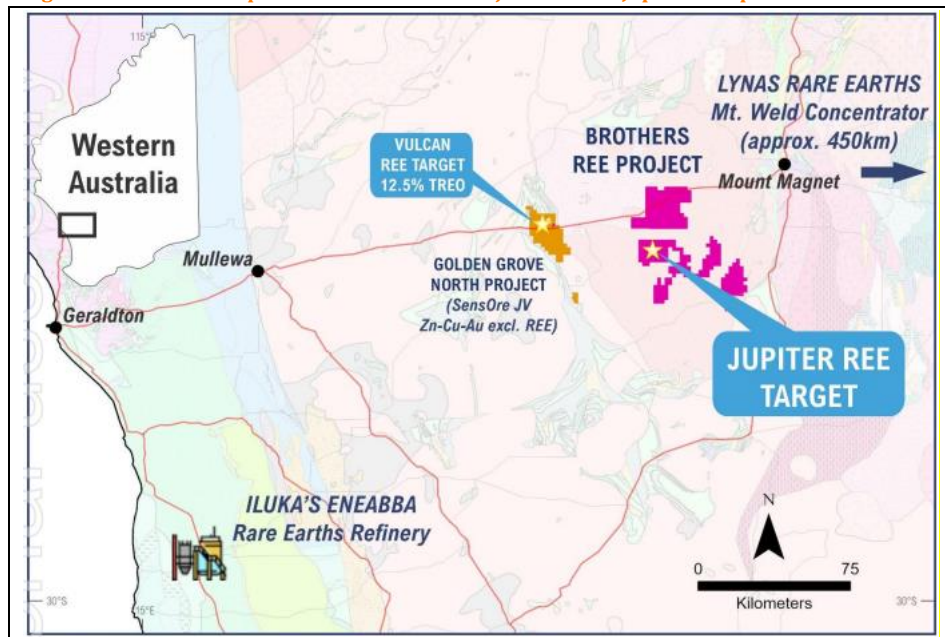 115°
LYNAS RARE EARTHS
Mt. Weld Concentrator
(approx. 450km)
Western
Australia
VULCAN
REE TARGET
12.5% TREO
BROTHERS
REE PROJECT
Mount Magnet
Mullewa
GOLDEN GROVE
NORTH PROJECT
(SensOre JV
Zn-Cu-Au excl. REE)
Geraldton
JUPITER REE
TARGET
ILUKA'S ENEABBA
Rare Earths Refinery
N
0 75
Kilometers
30°S
115°E
30°S